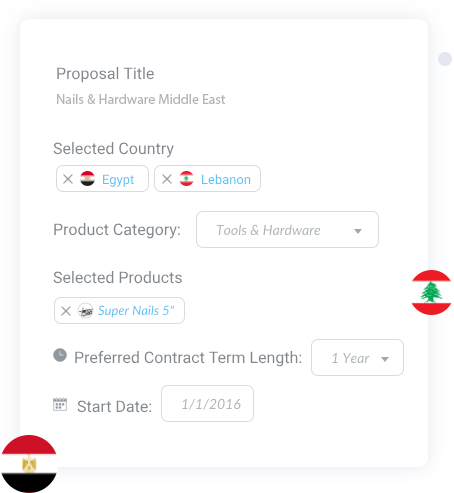 Proposal Title
Nails & Hardware Middle East
Selected Country
Egypt Lebanon
Product Category: Tools & Hardware
Selected Products
Super Nails 5"
Preferred Contract Term Length: 1 Year
Start Date: 1/1/2016